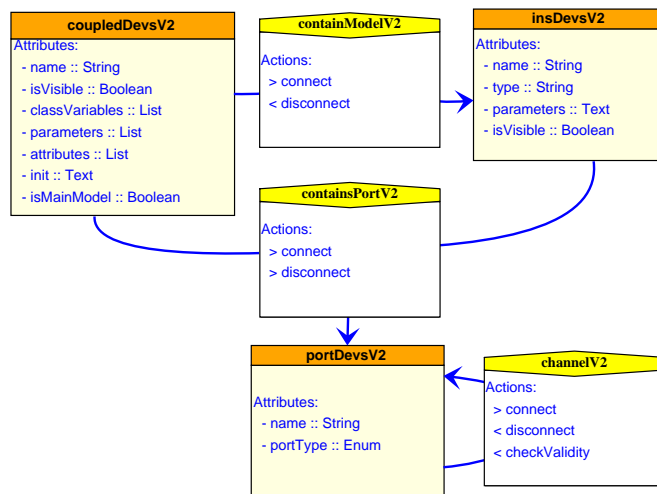 coupledDevsV2
Attributes:
- name :: String
- isVisible :: Boolean
- classVariables :: List
- parameters :: List
- attributes :: List
- init :: Text
- isMainModel :: Boolean
containModelV2
Actions:
> connect
< disconnect
insDevsV2
Attributes:
- name :: String
- type :: String
- parameters :: Text
- isVisible :: Boolean
containsPortV2
Actions:
> connect
> disconnect
portDevsV2
Attributes:
- name :: String
- portType :: Enum
channelV2
Actions:
> connect
< disconnect
< checkValidity